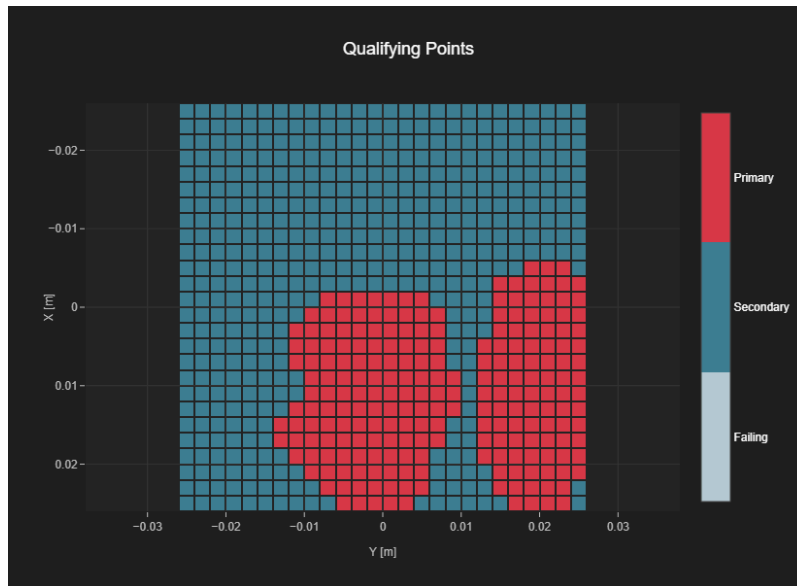 Qualifying Points
Primary
Secondary
Failing
X [m]
−0.02
−0.01
0
0.01
0.02
−0.03
−0.02
−0.01
0
0.01
0.02
0.03
Y [m]